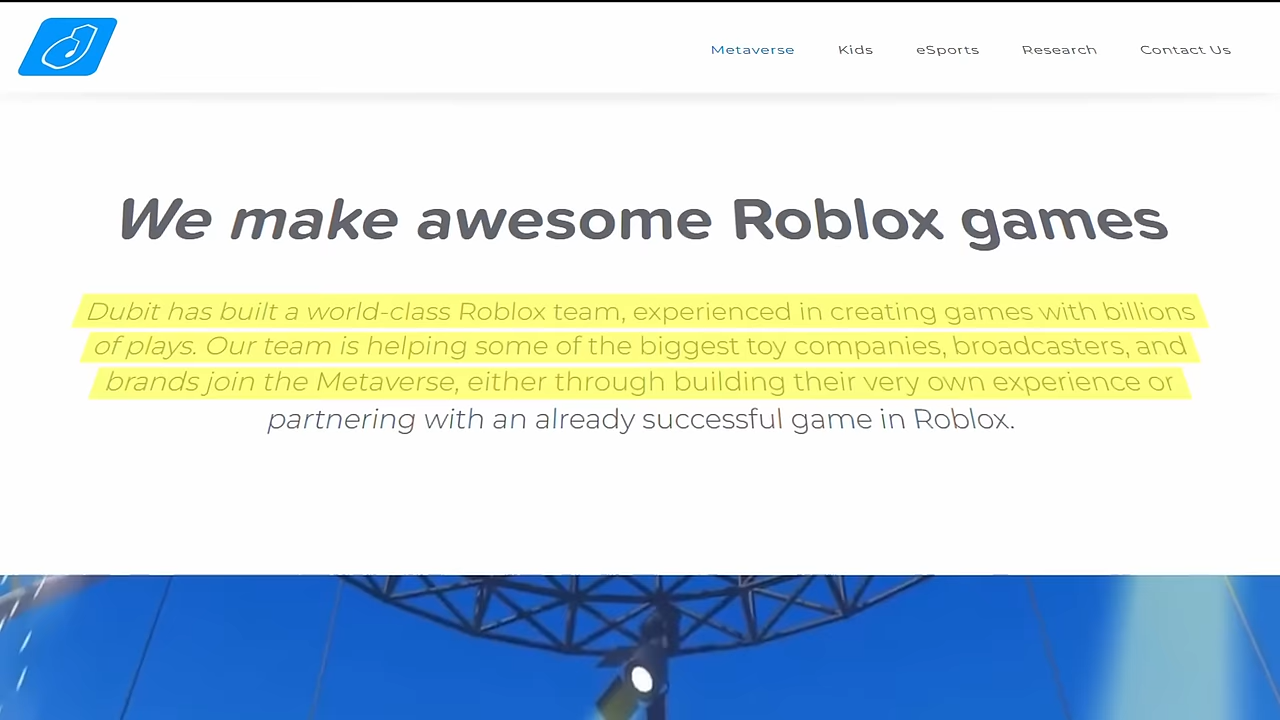 Metaverse Kids eSports Research Contact Us
We make awesome Roblox games
Dubit has built a world-class Roblox team, experienced in creating games with billions
of plays. Our team is helping some of the biggest toy companies, broadcasters, and
brands join the Metaverse, either through building their very own experience or
partnering with an already successful game in Roblox.